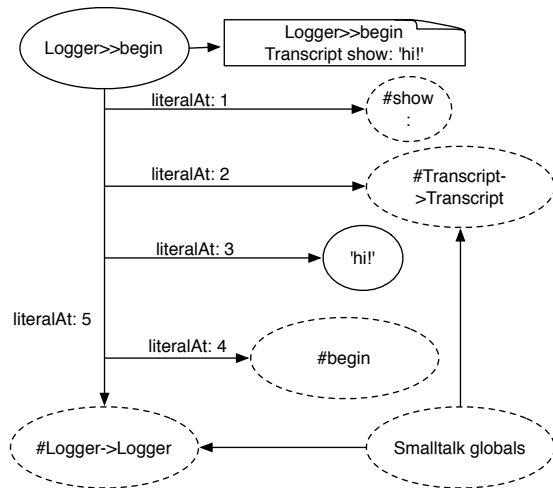 Logger>>begin
Logger>>begin
Transcript show: 'hi!'
literalAt: 1
#show
:
literalAt: 2
#Transcript-
>Transcript
literalAt: 3
'hi!'
literalAt: 5
literalAt: 4
#begin
#Logger->Logger
Smalltalk globals